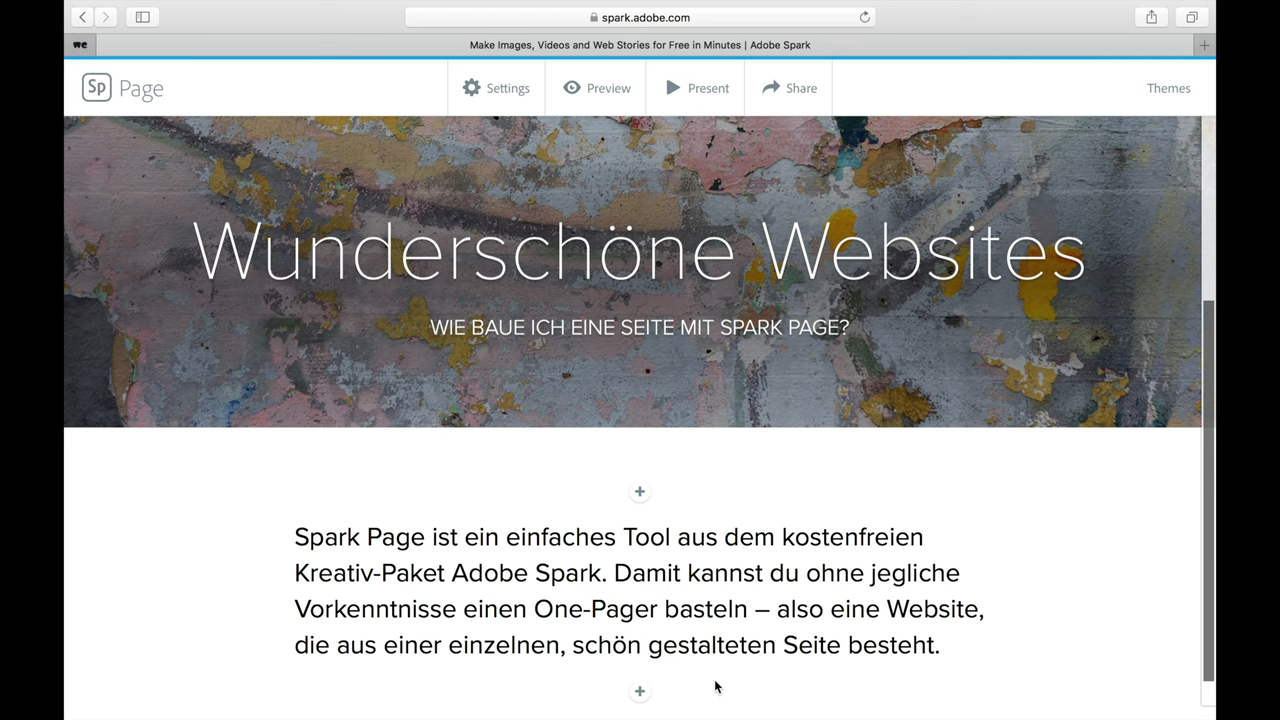 spark.adobe.com
we
Make Images, Videos and Web Stories for Free in Minutes | Adobe Spark
Sp Page
Settings
Preview
Present
Share
Themes
Wunderschöne Websites
WIE BAUE ICH EINE SEITE MIT SPARK PAGE?
Spark Page ist ein einfaches Tool aus dem kostenfreien
Kreativ-Paket Adobe Spark. Damit kannst du ohne jegliche
Vorkenntnisse einen One-Pager basteln – also eine Website,
die aus einer einzelnen, schön gestalteten Seite besteht.